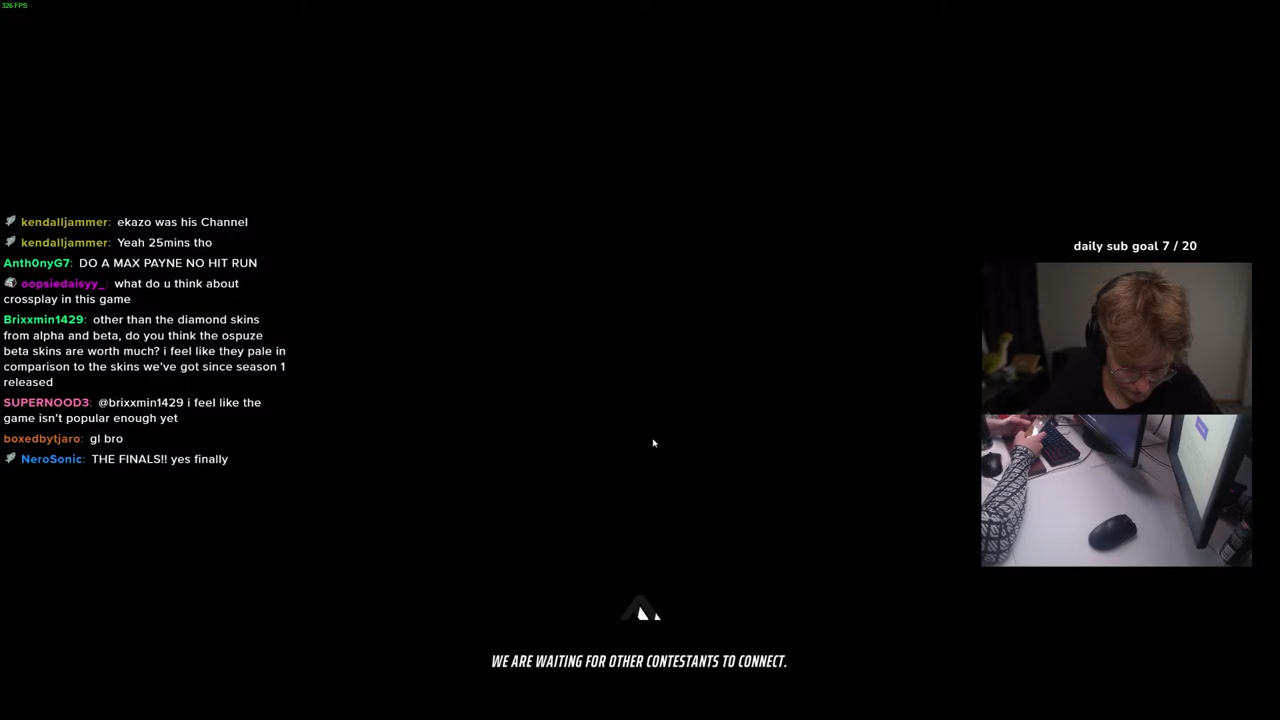 326 FPS
kendalljammer: ekazo was his Channel
kendalljammer: Yeah 25mins tho
Anth0nyG7: DO A MAX PAYNE NO HIT RUN
oopsiedaisyy_: what do u think about
crossplay in this game
Brixxmin1429: other than the diamond skins
from alpha and beta, do you think the ospuze
beta skins are worth much? i feel like they pale in
comparison to the skins we've got since season 1
released
SUPERNOOD3: @brixxmin1429 i feel like the
game isn't popular enough yet
boxedbytjaro: gl bro
NeroSonic: THE FINALS!! yes finally
daily sub goal 7 / 20
WE ARE WAITING FOR OTHER CONTESTANTS TO CONNECT.